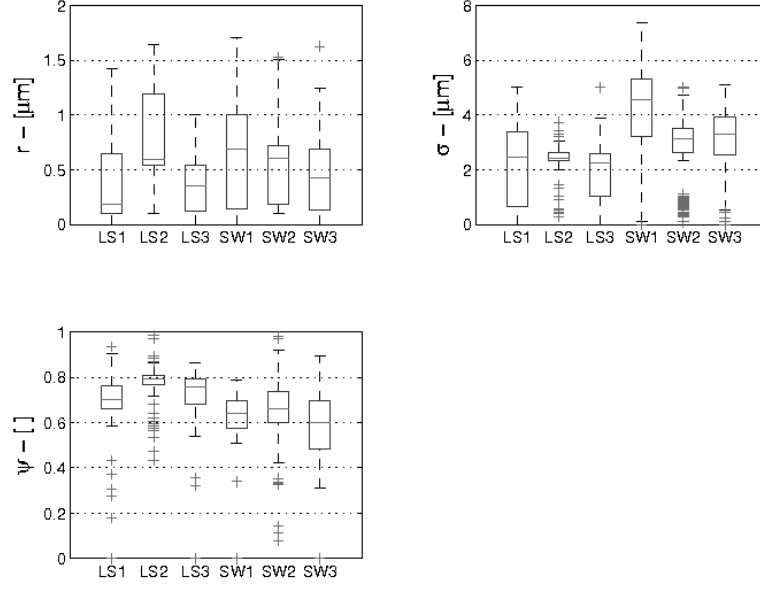 2
1.5
1
0.5
0
r – [μm]
LS1 LS2 LS3 SW1 SW2 SW3
8
6
4
2
0
σ – [μm]
LS1 LS2 LS3 SW1 SW2 SW3
1
0.8
0.6
0.4
0.2
0
ψ – [ ]
LS1 LS2 LS3 SW1 SW2 SW3